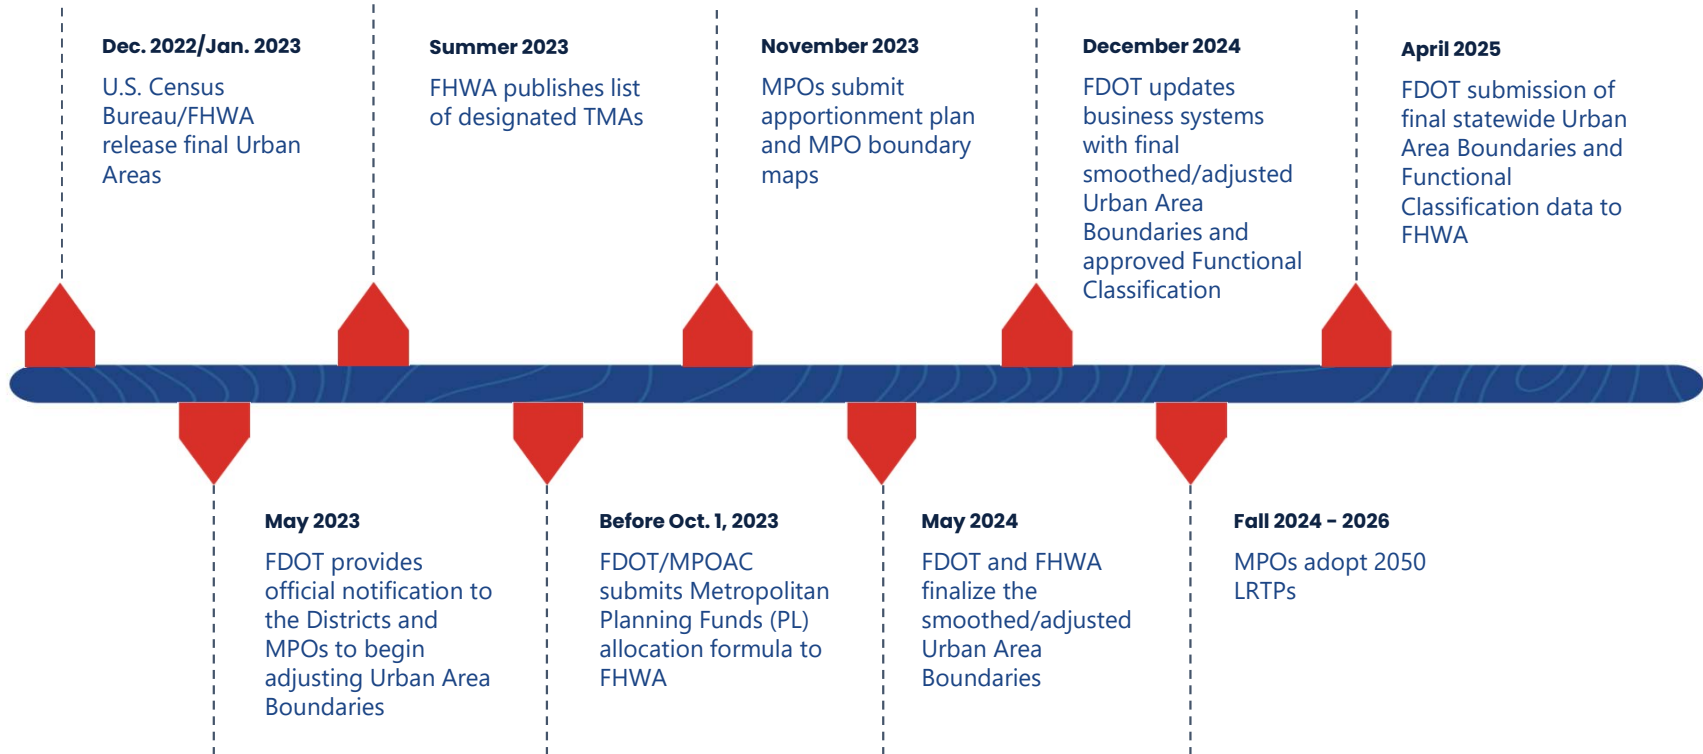 Dec. 2022/Jan. 2023
U.S. Census
Bureau/FHWA
release final Urban
Areas
Summer 2023
FHWA publishes list
of designated TMAs
November 2023
MPOs submit
apportionment plan
and MPO boundary
maps
December 2024
FDOT updates
business systems
with final
smoothed/adjusted
Urban Area
Boundaries and
approved Functional
Classification
April 2025
FDOT submission of
final statewide Urban
Area Boundaries and
Functional
Classification data to
FHWA
May 2023
FDOT provides
official notification to
the Districts and
MPOs to begin
adjusting Urban Area
Boundaries
Before Oct. 1, 2023
FDOT/MPOAC
submits Metropolitan
Planning Funds (PL)
allocation formula to
FHWA
May 2024
FDOT and FHWA
finalize the
smoothed/adjusted
Urban Area
Boundaries
Fall 2024 - 2026
MPOs adopt 2050
LRTPs